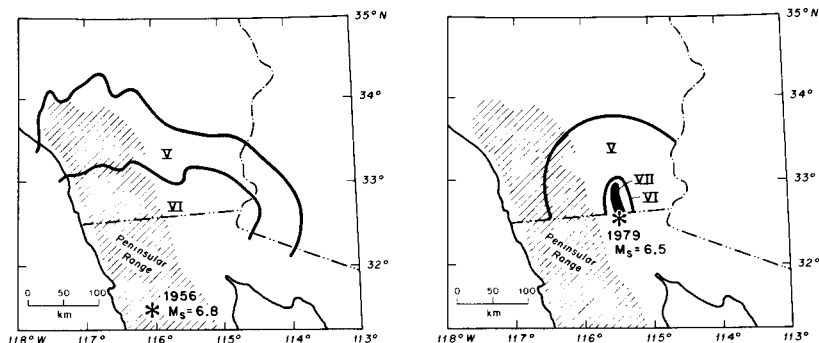 35°N
34°
33°
32°
V
VI
Peninsular
Range
0 50 100
km
1956
Ms = 6.8
118°W 117° 116° 115° 114° 113°
35°N
34°
33°
32°
V
VII
VI
1979
Ms = 6.5
Peninsular
Range
0 50 100
km
118°W 117° 116° 115° 114° 113°